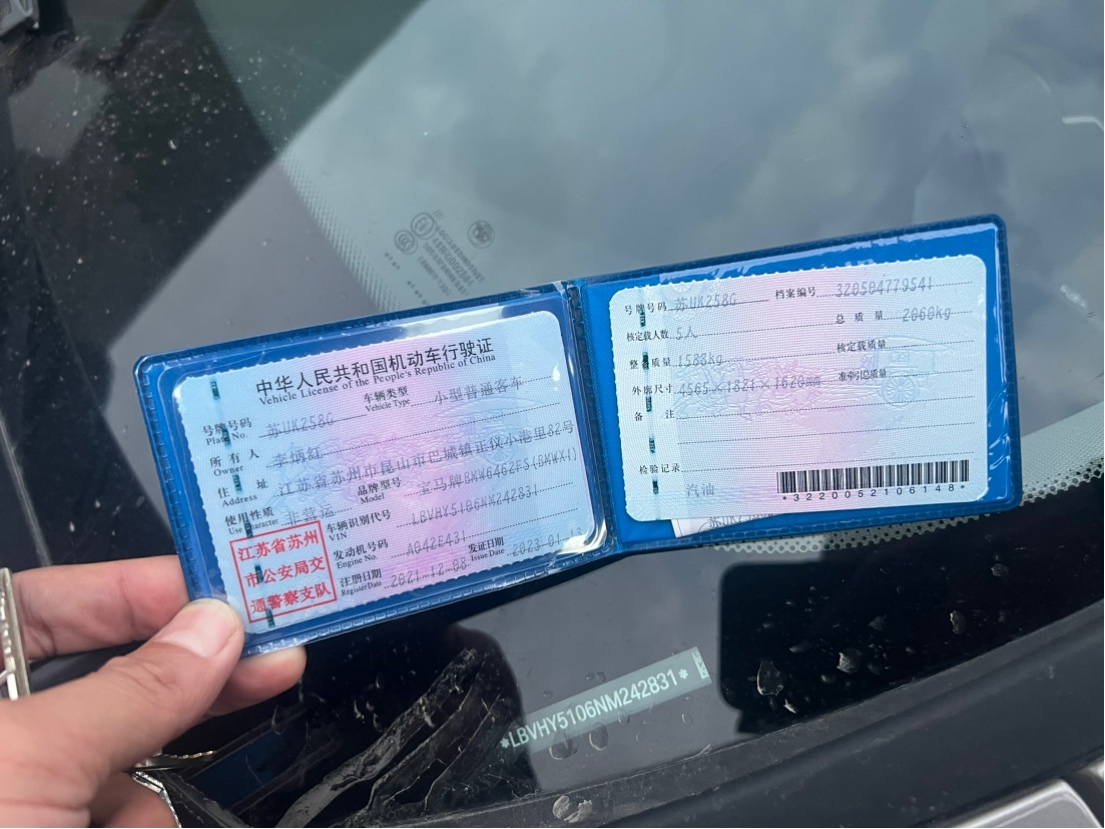 中华人民共和国机动车行驶证
Vehicle License of the People's Republic of China
号牌号码 苏UK258G 车辆类型 小型普通客车
Plate No. Vehicle Type
所有人 李炳红
Owner
住址 江苏省苏州市昆山市巴城镇正仪小港里82号
Address
使用性质 非营运 品牌型号 宝马牌BMW6462FS(BMWX1)
Use Character Model
江苏省苏州
市公安局交
通警察支队
车辆识别代号 LBVHY5106NM242831
VIN
发动机号码 A042E431
Engine No.
注册日期 2021-12-08 发证日期 2023-01-13
Register Date Issue Date
号牌号码 苏UK258G 档案编号 320504779541
核定载人数 5人 总质量 2060kg
整备质量 1588kg 核定载质量
外廓尺寸 4565×1821×1620mm 准牵引总质量
备注
检验记录
汽油
*3220052106148*
*LBVHY5106NM242831*